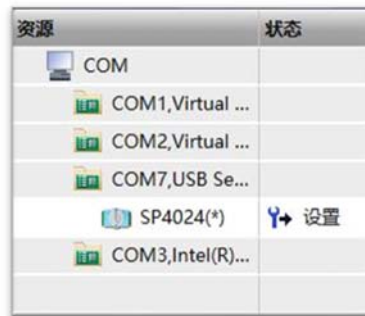 资源 状态
COM
COM1,Virtual ...
COM2,Virtual ...
COM7,USB Se...
SP4024(*) 设置
COM3,Intel(R)...